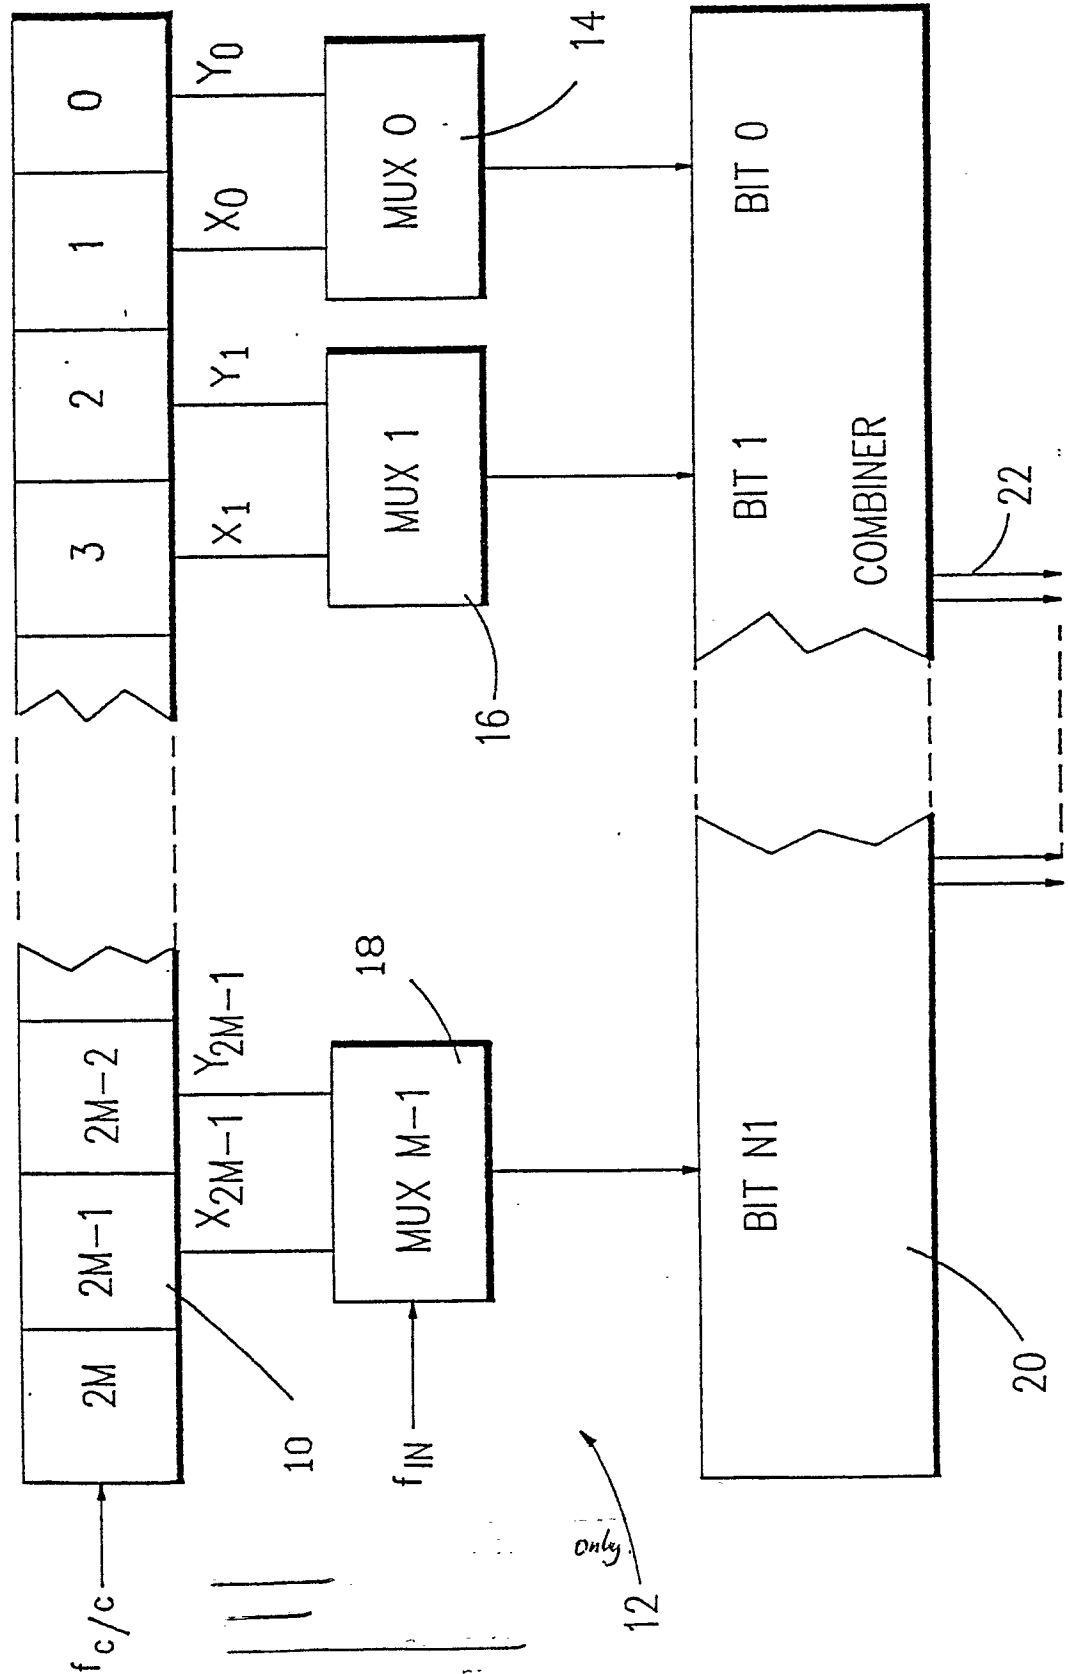 fc/c
2M
2M-1
2M-2
3
2
1
0
10
X2M-1
Y2M-1
X1
Y1
X0
Y0
fIN
MUX M-1
18
MUX 1
16
MUX 0
14
12
only.
BIT N1
BIT 1
BIT 0
COMBINER
20
22